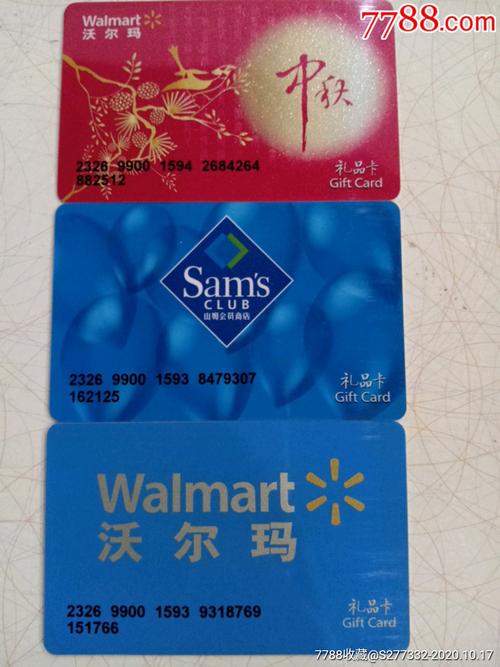 7788.com
Walmart
沃尔玛
中秋
2326 9900 1594 2684264
882512
礼品卡
Gift Card
Sam's
CLUB
山姆会员商店
2326 9900 1593 8479307
162125
礼品卡
Gift Card
Walmart
沃尔玛
2326 9900 1593 9318769
151766
礼品卡
Gift Card
7788收藏@S277332-2020.10.17